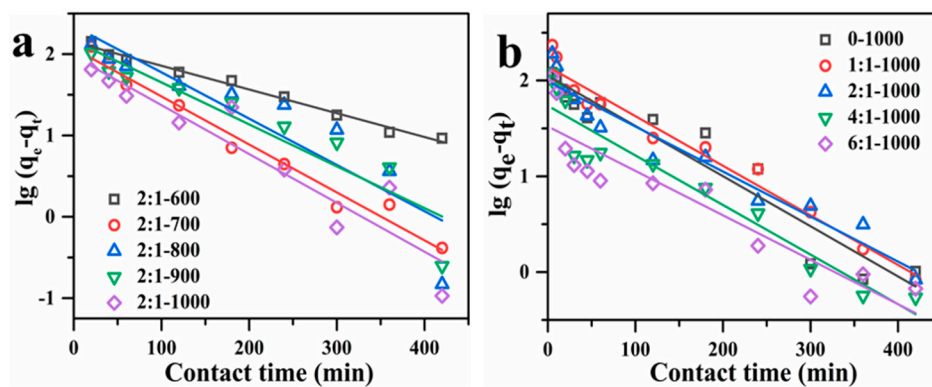 a
lg (qe-qt)
2
1
0
-1
2:1-600
2:1-700
2:1-800
2:1-900
2:1-1000
0 100 200 300 400
Contact time (min)
b
lg (qe-qt)
2
1
0
0-1000
1:1-1000
2:1-1000
4:1-1000
6:1-1000
0 100 200 300 400
Contact time (min)